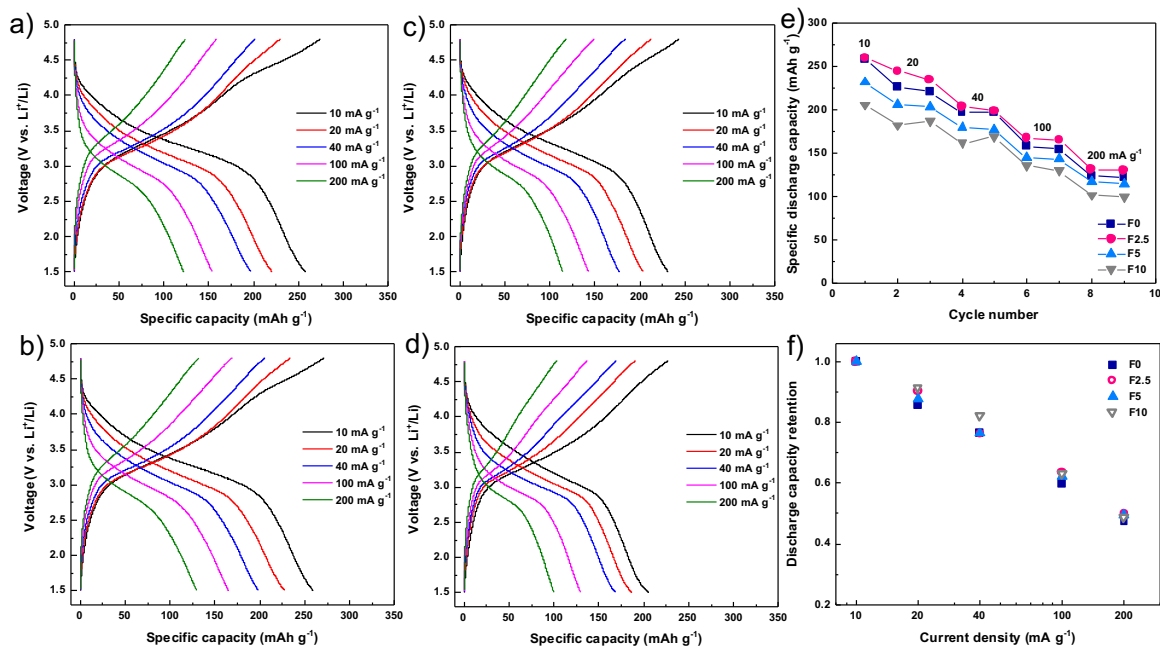 a)
Voltage (V vs. Li⁺/Li)
5.0
4.5
4.0
3.5
3.0
2.5
2.0
1.5
0 50 100 150 200 250 300 350
Specific capacity (mAh g⁻¹)
10 mA g⁻¹
20 mA g⁻¹
40 mA g⁻¹
100 mA g⁻¹
200 mA g⁻¹
c)
Voltage (V vs. Li⁺/Li)
5.0
4.5
4.0
3.5
3.0
2.5
2.0
1.5
0 50 100 150 200 250 300 350
Specific capacity (mAh g⁻¹)
10 mA g⁻¹
20 mA g⁻¹
40 mA g⁻¹
100 mA g⁻¹
200 mA g⁻¹
e)
Specific discharge capacity (mAh g⁻¹)
300
250
200
150
100
50
0
10
20
40
100
200 mA g⁻¹
F0
F2.5
F5
F10
0 2 4 6 8 10
Cycle number
b)
Voltage (V vs. Li⁺/Li)
5.0
4.5
4.0
3.5
3.0
2.5
2.0
1.5
0 50 100 150 200 250 300 350
Specific capacity (mAh g⁻¹)
10 mA g⁻¹
20 mA g⁻¹
40 mA g⁻¹
100 mA g⁻¹
200 mA g⁻¹
d)
Voltage (V vs. Li⁺/Li)
5.0
4.5
4.0
3.5
3.0
2.5
2.0
1.5
0 50 100 150 200 250 300 350
Specific capacity (mAh g⁻¹)
10 mA g⁻¹
20 mA g⁻¹
40 mA g⁻¹
100 mA g⁻¹
200 mA g⁻¹
f)
Discharge capacity retention
1.0
0.8
0.6
0.4
0.2
F0
F2.5
F5
F10
10 20 40 100 200
Current density (mA g⁻¹)